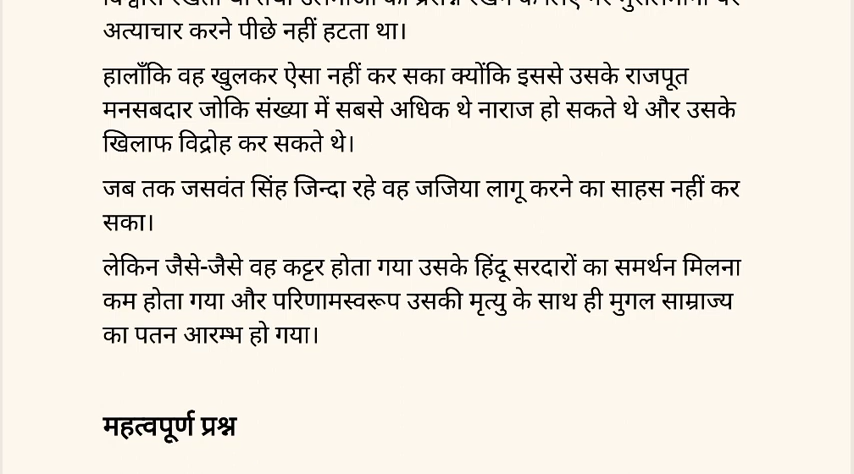 अत्याचार करने पीछे नहीं हटता था।
हालाँकि वह खुलकर ऐसा नहीं कर सका क्योंकि इससे उसके राजपूत
मनसबदार जोकि संख्या में सबसे अधिक थे नाराज हो सकते थे और उसके
खिलाफ विद्रोह कर सकते थे।
जब तक जसवंत सिंह जिन्दा रहे वह जजिया लागू करने का साहस नहीं कर
सका।
लेकिन जैसे-जैसे वह कट्टर होता गया उसके हिंदू सरदारों का समर्थन मिलना
कम होता गया और परिणामस्वरूप उसकी मृत्यु के साथ ही मुगल साम्राज्य
का पतन आरम्भ हो गया।
महत्वपूर्ण प्रश्न